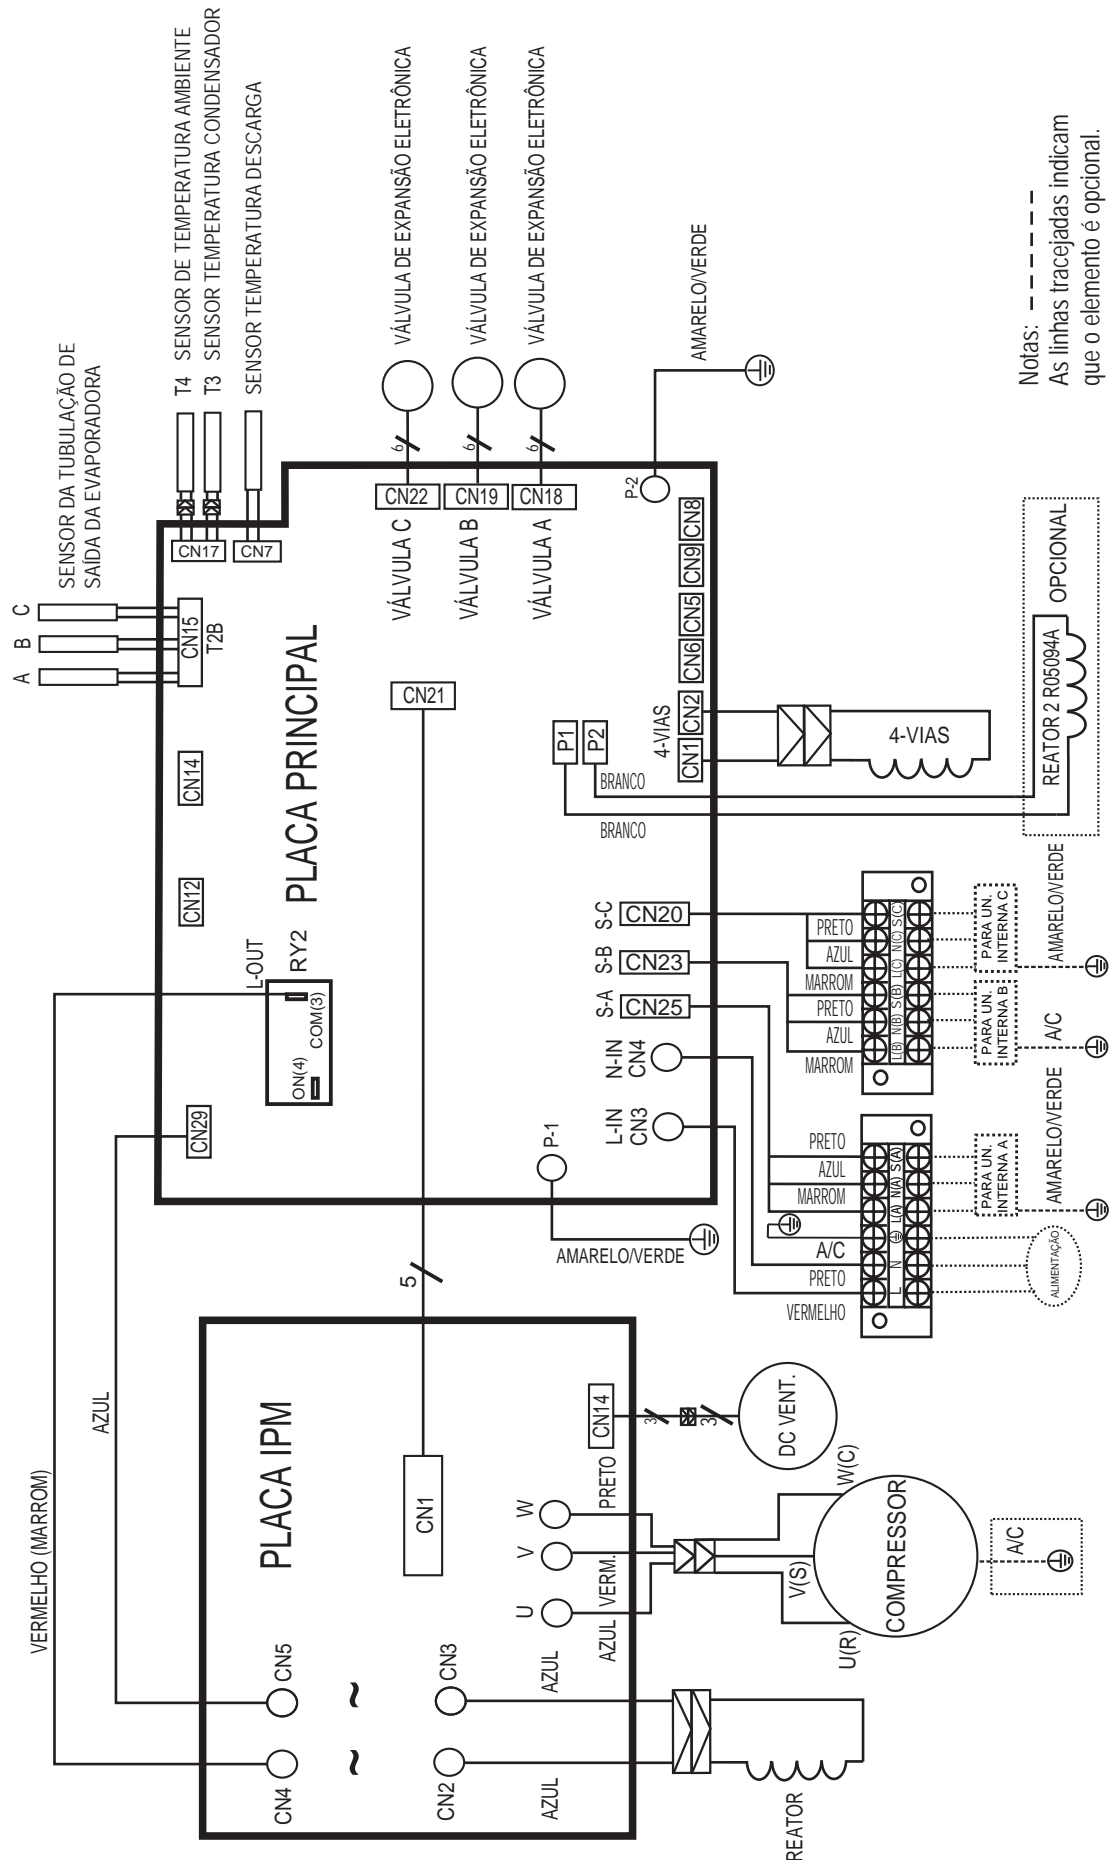 SENSOR DA TUBULAÇÃO DE
SAÍDA DA EVAPORADORA
A
B
C
T4 SENSOR DE TEMPERATURA AMBIENTE
T3 SENSOR TEMPERATURA CONDENSADOR
SENSOR TEMPERATURA DESCARGA
CN15
T2B
CN17
CN7
CN14
CN12
CN29
L-OUT
RY2
ON(4)
COM(3)
PLACA PRINCIPAL
CN21
CN22
CN19
CN18
VÁLVULA C
VÁLVULA B
VÁLVULA A
6
6
6
VÁLVULA DE EXPANSÃO ELETRÔNICA
VÁLVULA DE EXPANSÃO ELETRÔNICA
VÁLVULA DE EXPANSÃO ELETRÔNICA
P-2
AMARELO/VERDE
CN8
CN9
CN5
CN6
CN2
CN1
4-VIAS
4-VIAS
P1
P2
BRANCO
BRANCO
REATOR 2 R05094A
OPCIONAL
S-C
CN20
S-B
CN23
S-A
CN25
N-IN
CN4
L-IN
CN3
P-1
AMARELO/VERDE
PRETO
AZUL
MARROM
PRETO
AZUL
MARROM
S(C)
N(C)
L(C)
S(B)
N(B)
L(B)
PARA UN.
INTERNA C
AMARELO/VERDE
PARA UN.
INTERNA B
A/C
PRETO
AZUL
MARROM
A/C
PRETO
VERMELHO
S(A)
N(A)
L(A)
N
L
PARA UN.
INTERNA A
AMARELO/VERDE
ALIMENTAÇÃO
VERMELHO (MARROM)
AZUL
5
PLACA IPM
CN1
CN5
CN4
~
~
CN3
CN2
AZUL
AZUL
REATOR
U
V
W
AZUL
VERM.
PRETO
CN14
3
3
DC VENT.
W(C)
V(S)
U(R)
COMPRESSOR
A/C
Notas:
As linhas tracejadas indicam
que o elemento é opcional.